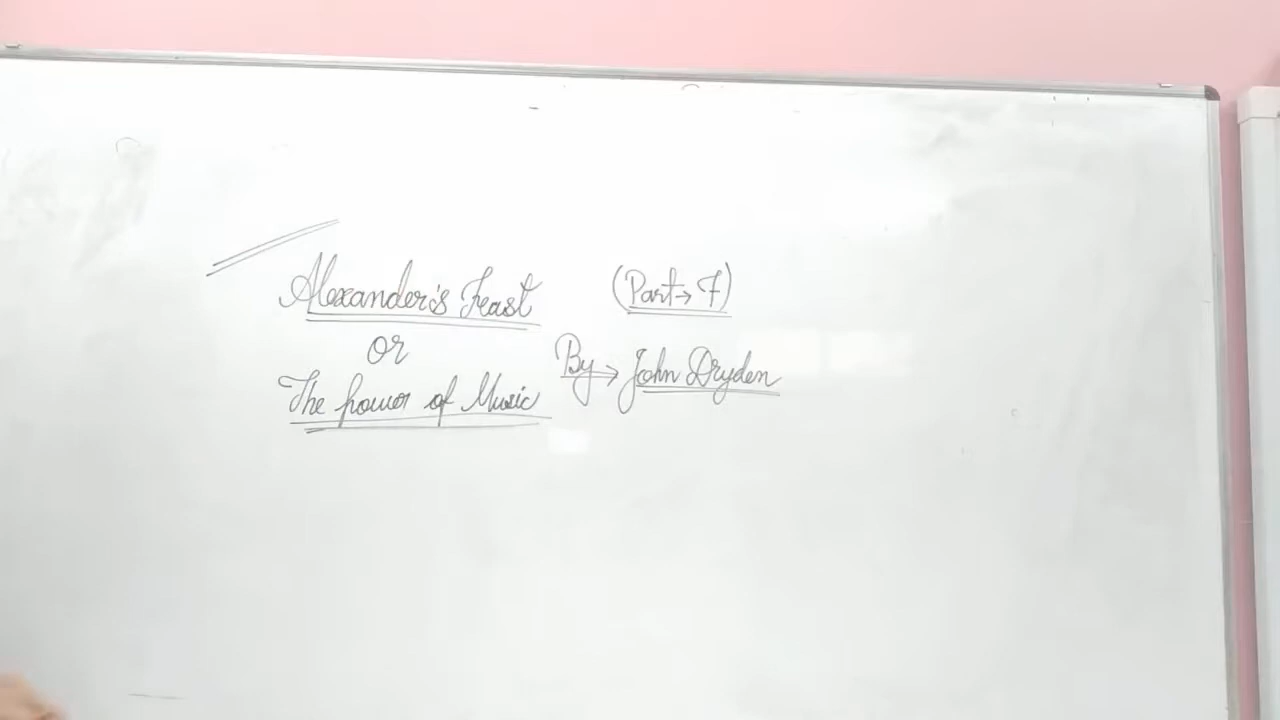 Alexander's Feast (Part→ 7)
or
By→ John Dryden
The power of Music